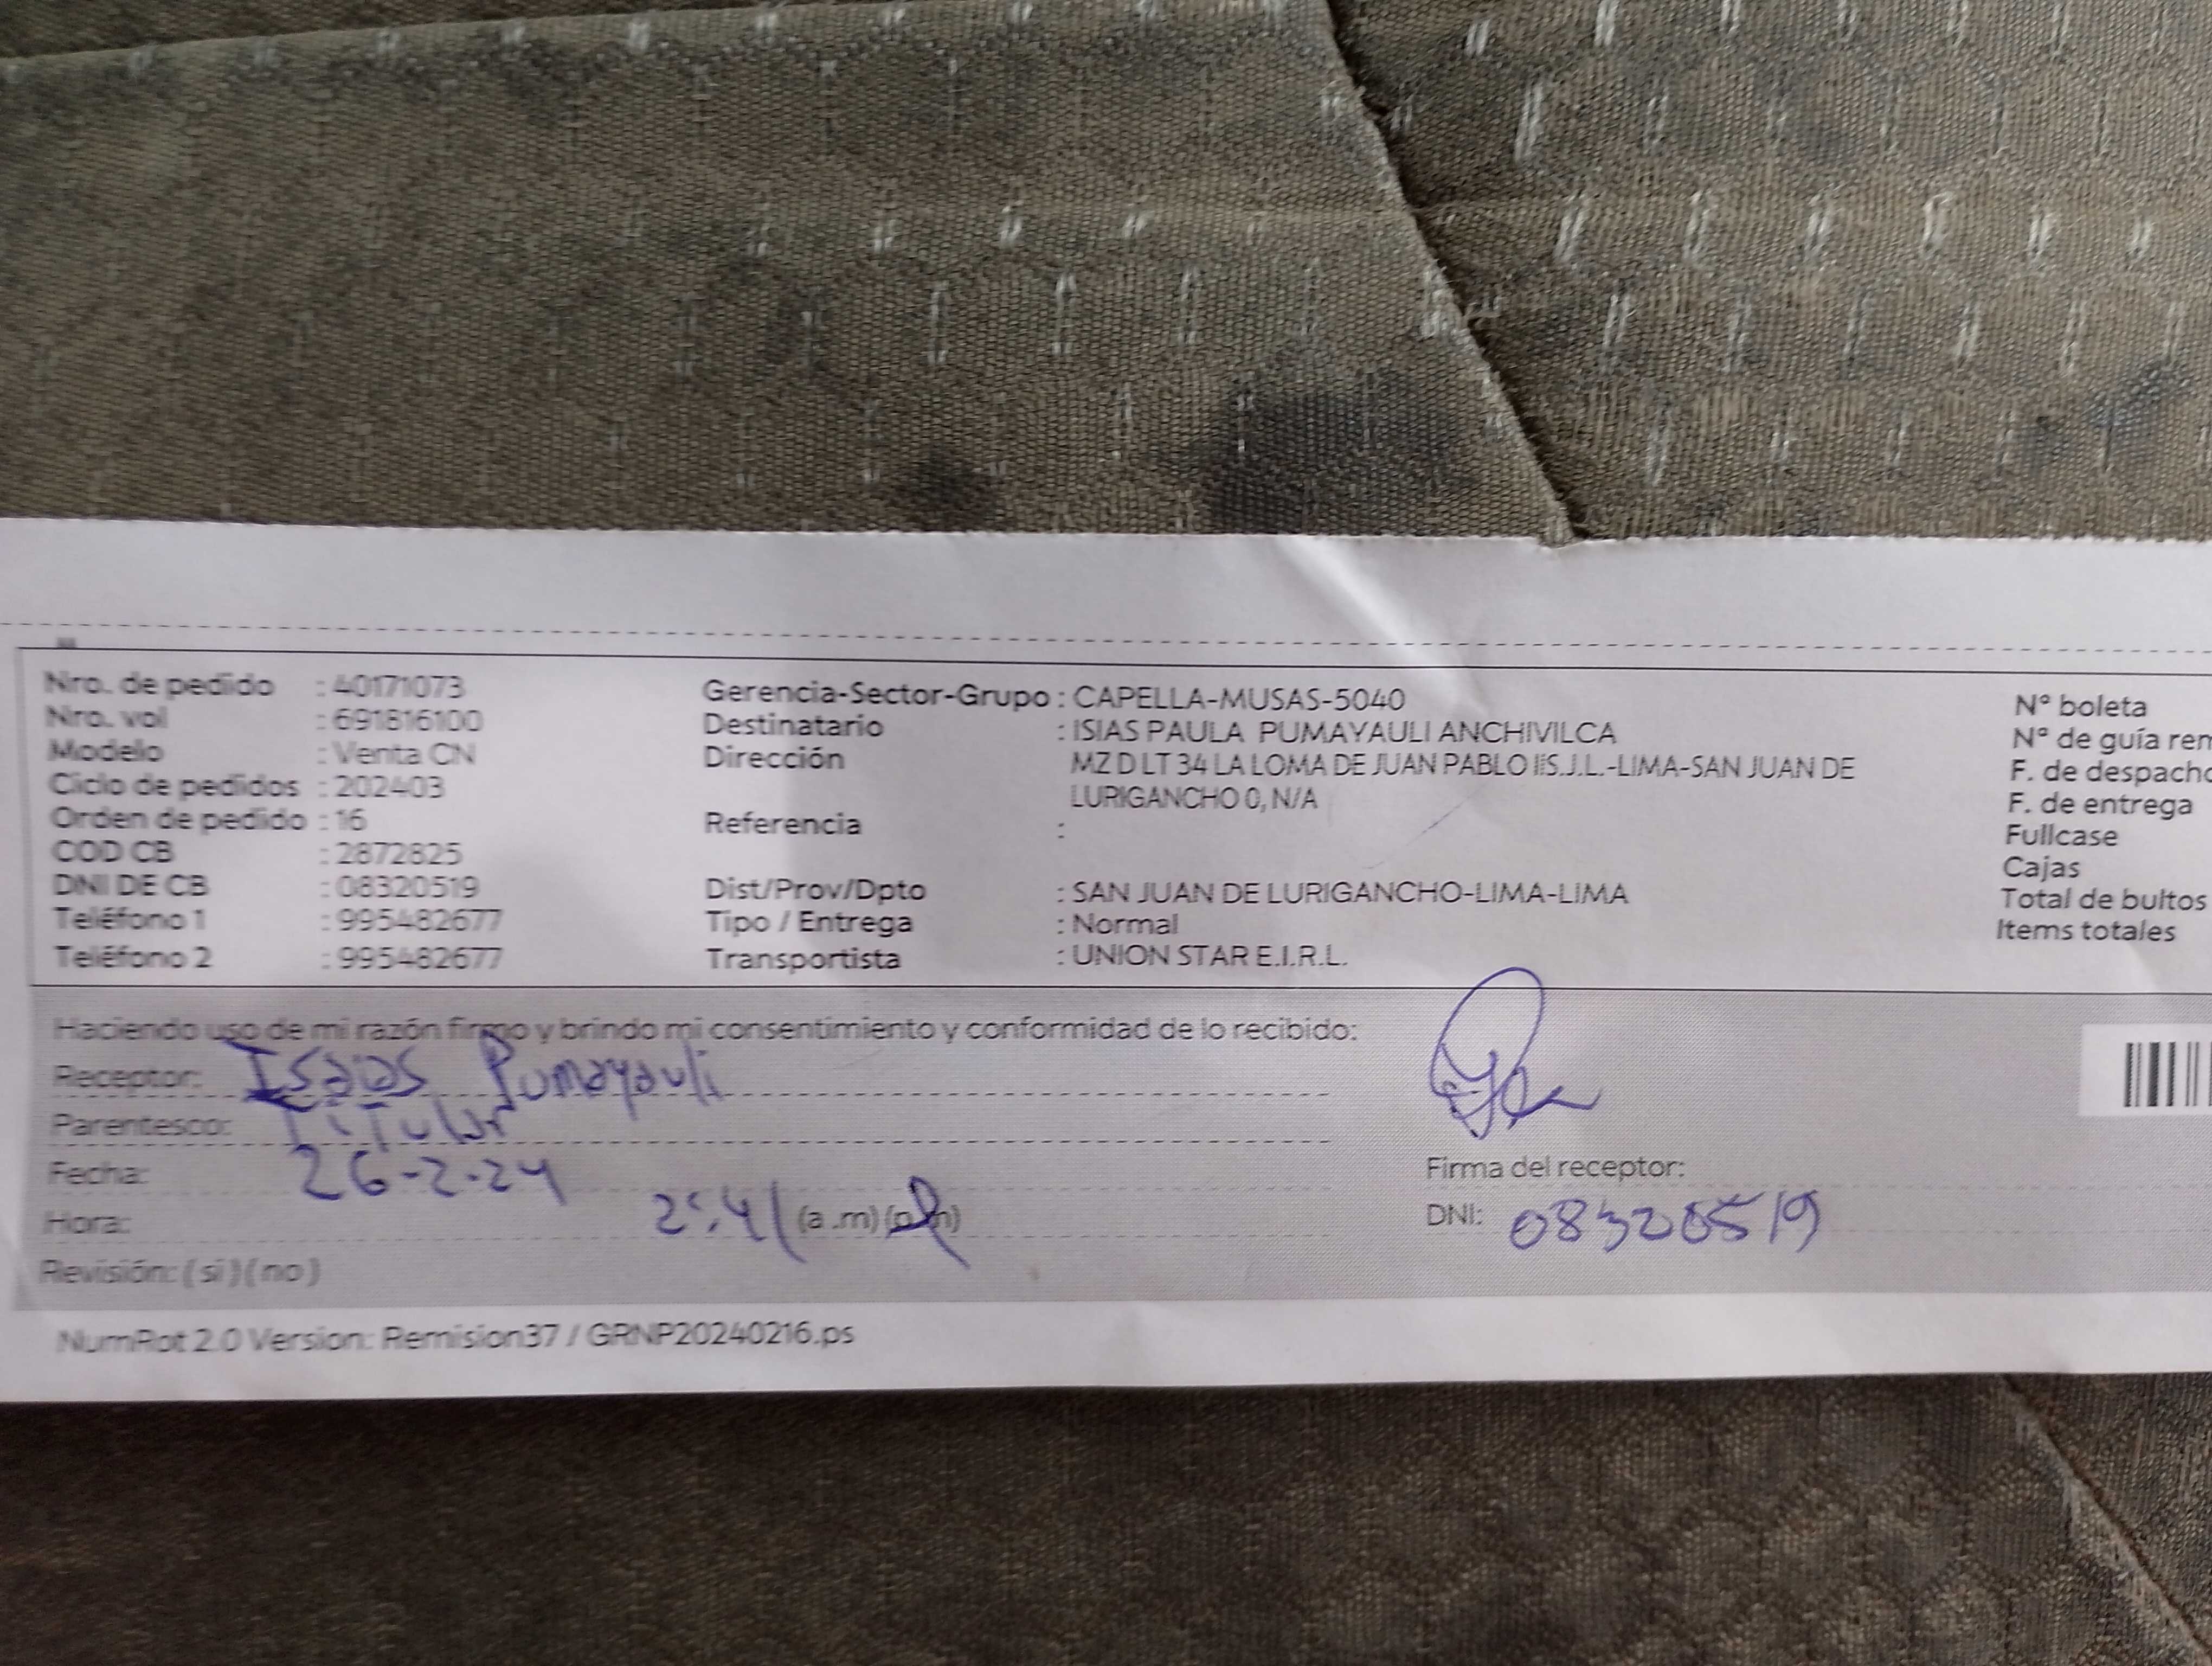 Nro. de pedido : 40171073 Gerencia-Sector-Grupo : CAPELLA-MUSAS-5040 N° boleta
Nro. vol : 691816100 Destinatario : ISIAS PAULA PUMAYAULI ANCHIVILCA N° de guía rem
Modelo : Venta CN Dirección MZ D LT 34 LA LOMA DE JUAN PABLO IIS.J.L.-LIMA-SAN JUAN DE F. de despacho
Ciclo de pedidos : 202403 LURIGANCHO 0, N/A F. de entrega
Orden de pedido : 16 Referencia : Fullcase
COD CB : 2872825 Cajas
DNI DE CB : 08320519 Dist/Prov/Dpto : SAN JUAN DE LURIGANCHO-LIMA-LIMA Total de bultos
Teléfono 1 : 995482677 Tipo / Entrega : Normal Items totales
Teléfono 2 : 995482677 Transportista : UNION STAR E.I.R.L.
Haciendo uso de mi razón firmo y brindo mi consentimiento y conformidad de lo recibido:
Receptor: Isaias Pumayauli
Parentesco: Titular
Fecha: 26-2-24 Firma del receptor:
Hora: 2:41 (a .m) (p.m) DNI: 08320519
Revisión: ( si ) ( no )
NumRot 2.0 Version: Remision37 / GRNP20240216.ps